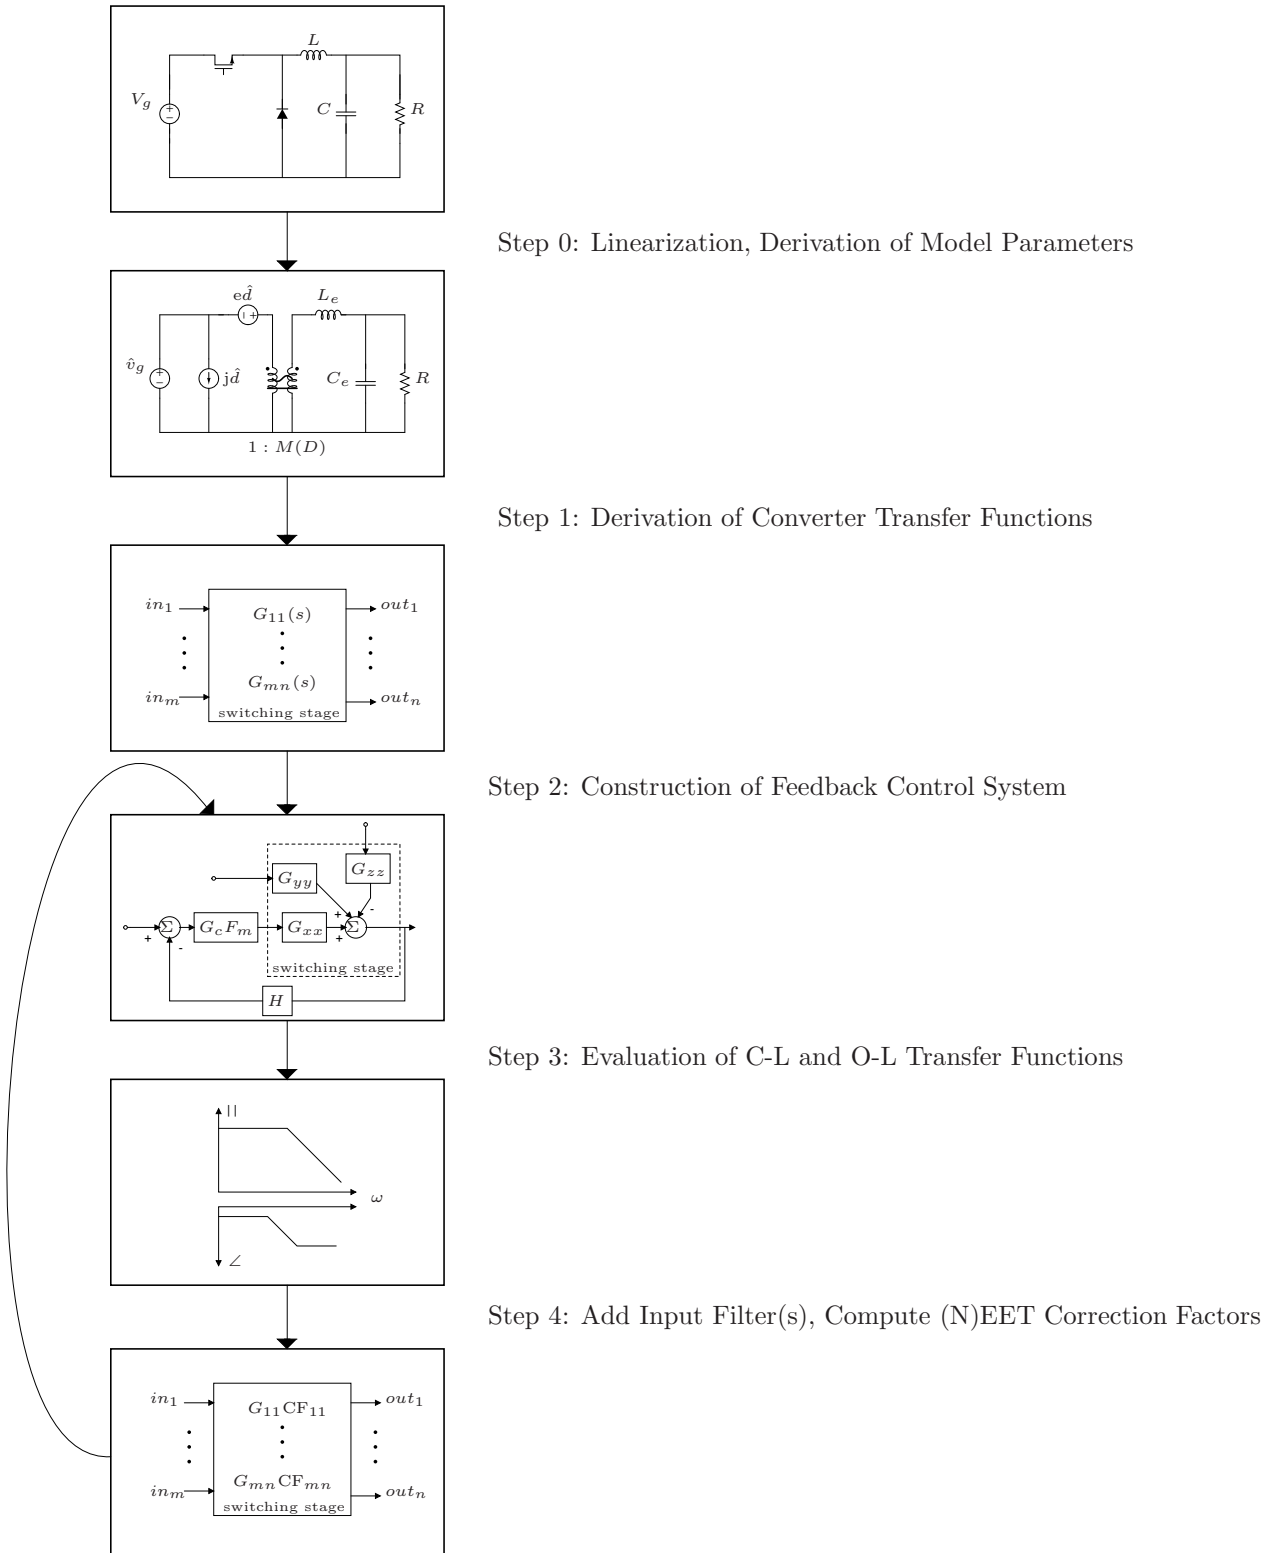 L
V_g
+
−
C
R
Step 0: Linearization, Derivation of Model Parameters
ed̂
L_e
− +
v̂_g
+
−
jd̂
C_e
R
1 : M(D)
Step 1: Derivation of Converter Transfer Functions
in_1
G_11(s)
out_1
in_m
G_mn(s)
out_n
switching stage
Step 2: Construction of Feedback Control System
G_zz
G_yy
+ -
Σ
G_cF_m
G_xx
Σ
+ - +
switching stage
H
Step 3: Evaluation of C-L and O-L Transfer Functions
||
ω
∠
Step 4: Add Input Filter(s), Compute (N)EET Correction Factors
in_1
G_11CF_11
out_1
in_m
G_mnCF_mn
out_n
switching stage